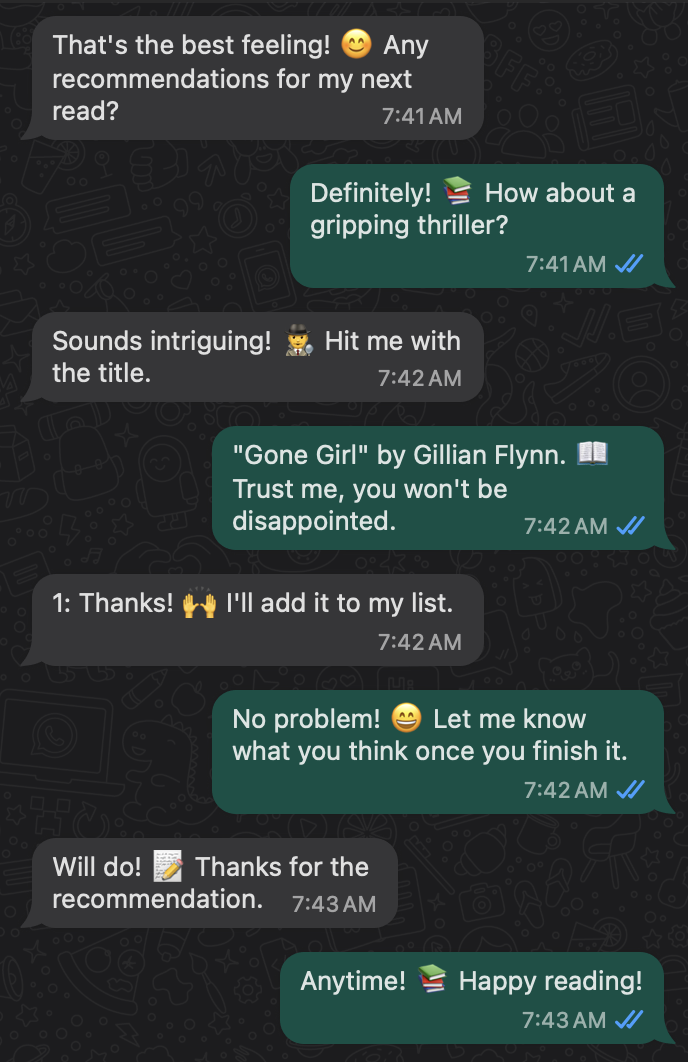 That's the best feeling! 😊 Any
recommendations for my next
read?
7:41 AM
Definitely! 📚 How about a
gripping thriller?
7:41 AM
Sounds intriguing! 🕵️ Hit me with
the title.
7:42 AM
"Gone Girl" by Gillian Flynn. 📖
Trust me, you won't be
disappointed.
7:42 AM
1: Thanks! 🙌 I'll add it to my list.
7:42 AM
No problem! 😄 Let me know
what you think once you finish it.
7:42 AM
Will do! 📝 Thanks for the
recommendation.
7:43 AM
Anytime! 📚 Happy reading!
7:43 AM